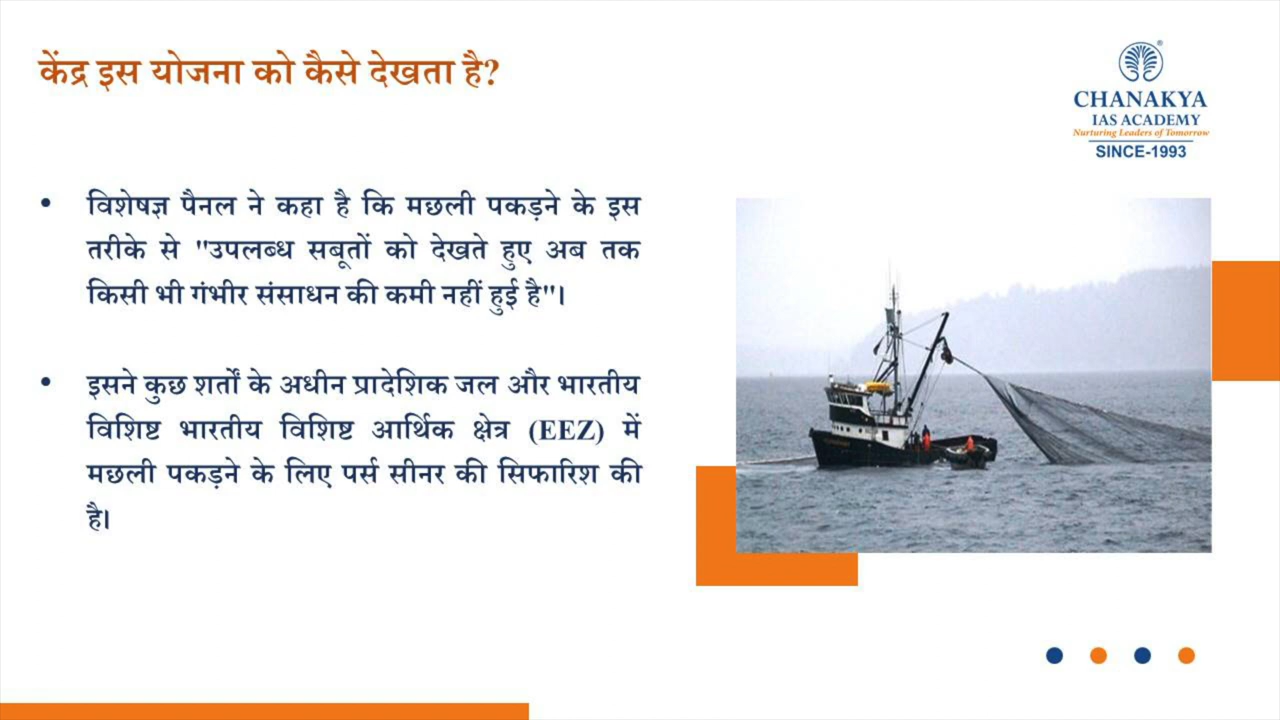 केंद्र इस योजना को कैसे देखता है?
CHANAKYA
IAS ACADEMY
Nurturing Leaders of Tomorrow
SINCE-1993
• विशेषज्ञ पैनल ने कहा है कि मछली पकड़ने के इस
तरीके से "उपलब्ध सबूतों को देखते हुए अब तक
किसी भी गंभीर संसाधन की कमी नहीं हुई है"।
• इसने कुछ शर्तों के अधीन प्रादेशिक जल और भारतीय
विशिष्ट भारतीय विशिष्ट आर्थिक क्षेत्र (EEZ) में
मछली पकड़ने के लिए पर्स सीनर की सिफारिश की
है।